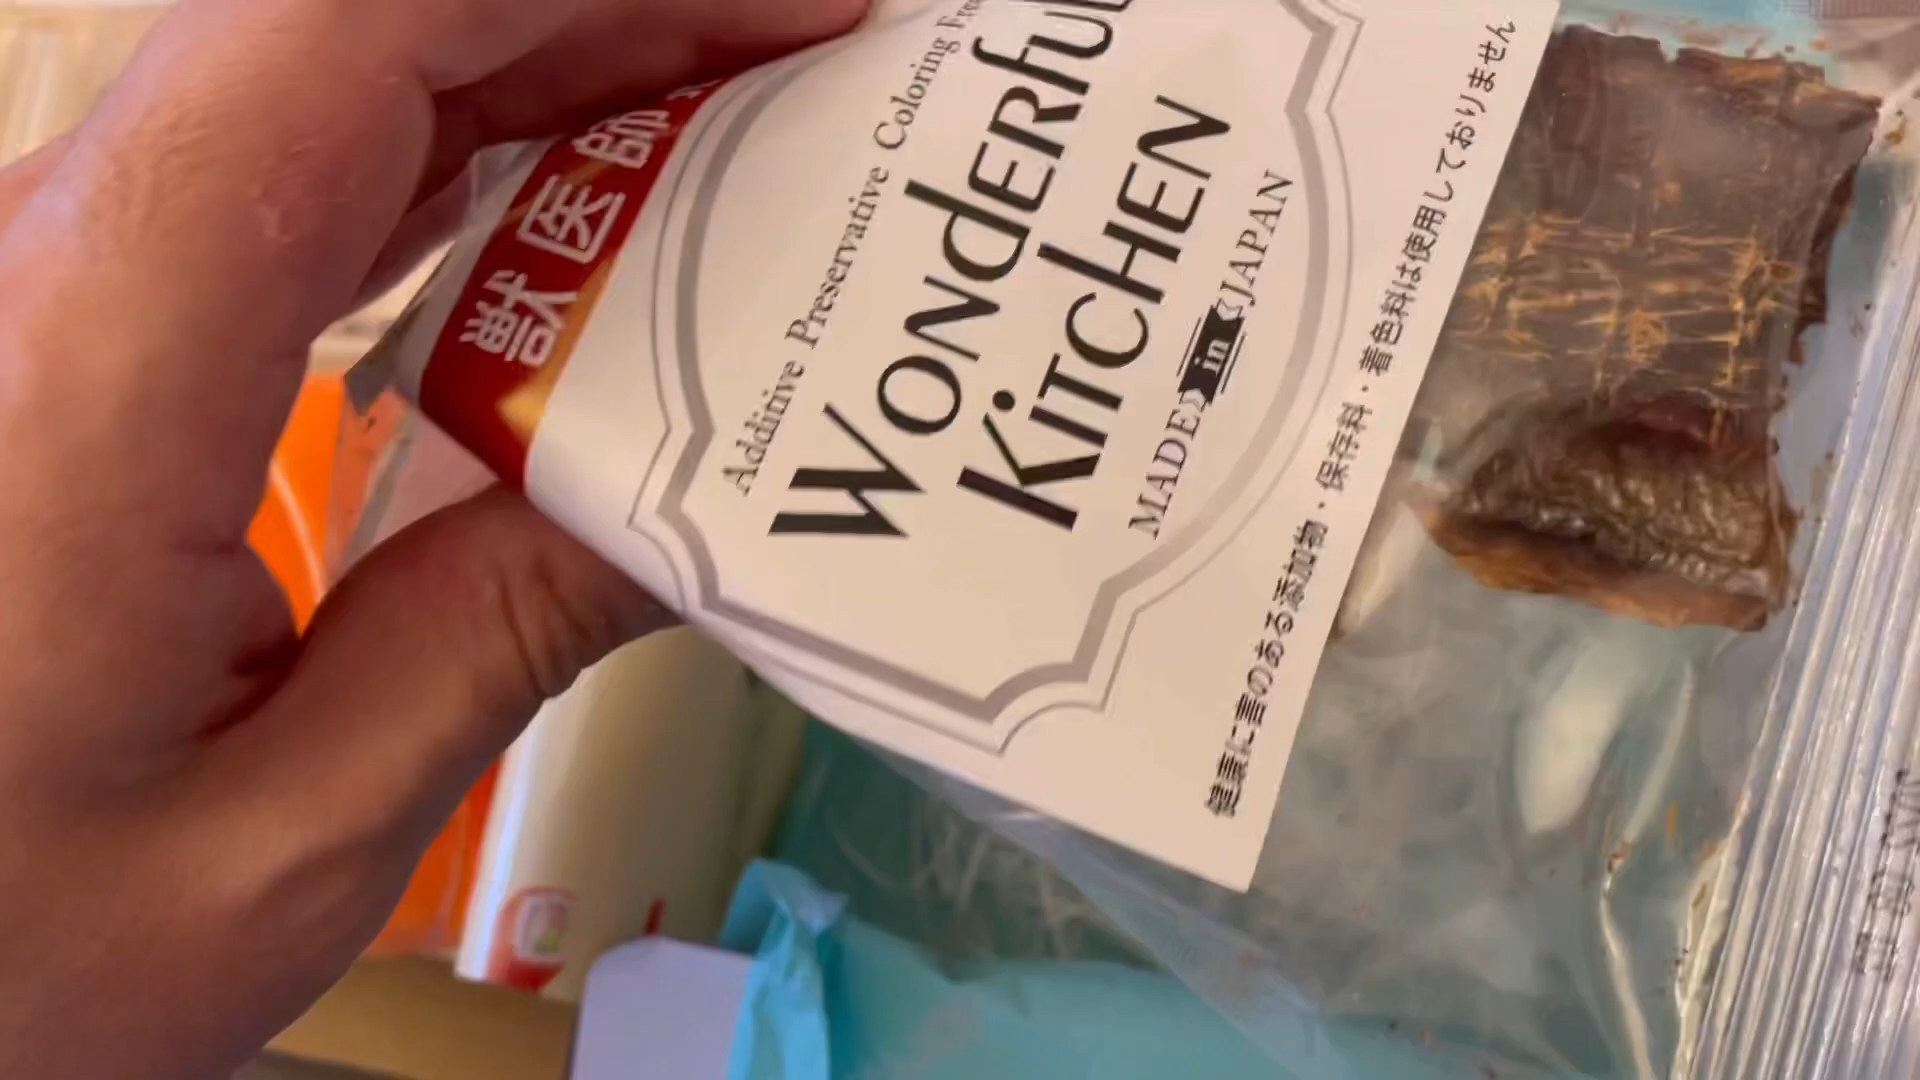 獣医師
Additive Preservative Coloring Free
WONDERFUL
KITCHEN
MADE in JAPAN
健康に害のある添加物・保存料・着色料は使用しておりません